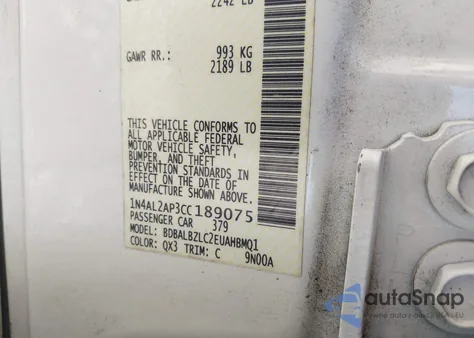 2242 LB
GAWR RR.: 993 KG
2189 LB
THIS VEHICLE CONFORMS TO
ALL APPLICABLE FEDERAL
MOTOR VEHICLE SAFETY,
BUMPER, AND THEFT
PREVENTION STANDARDS IN
EFFECT ON THE DATE OF
MANUFACTURE SHOWN ABOVE.
1N4AL2AP3CC189075
PASSENGER CAR 379
MODEL: BDBALBZLC2EUAHBMQ1
COLOR: QX3 TRIM: C 9N00A
autoSnap